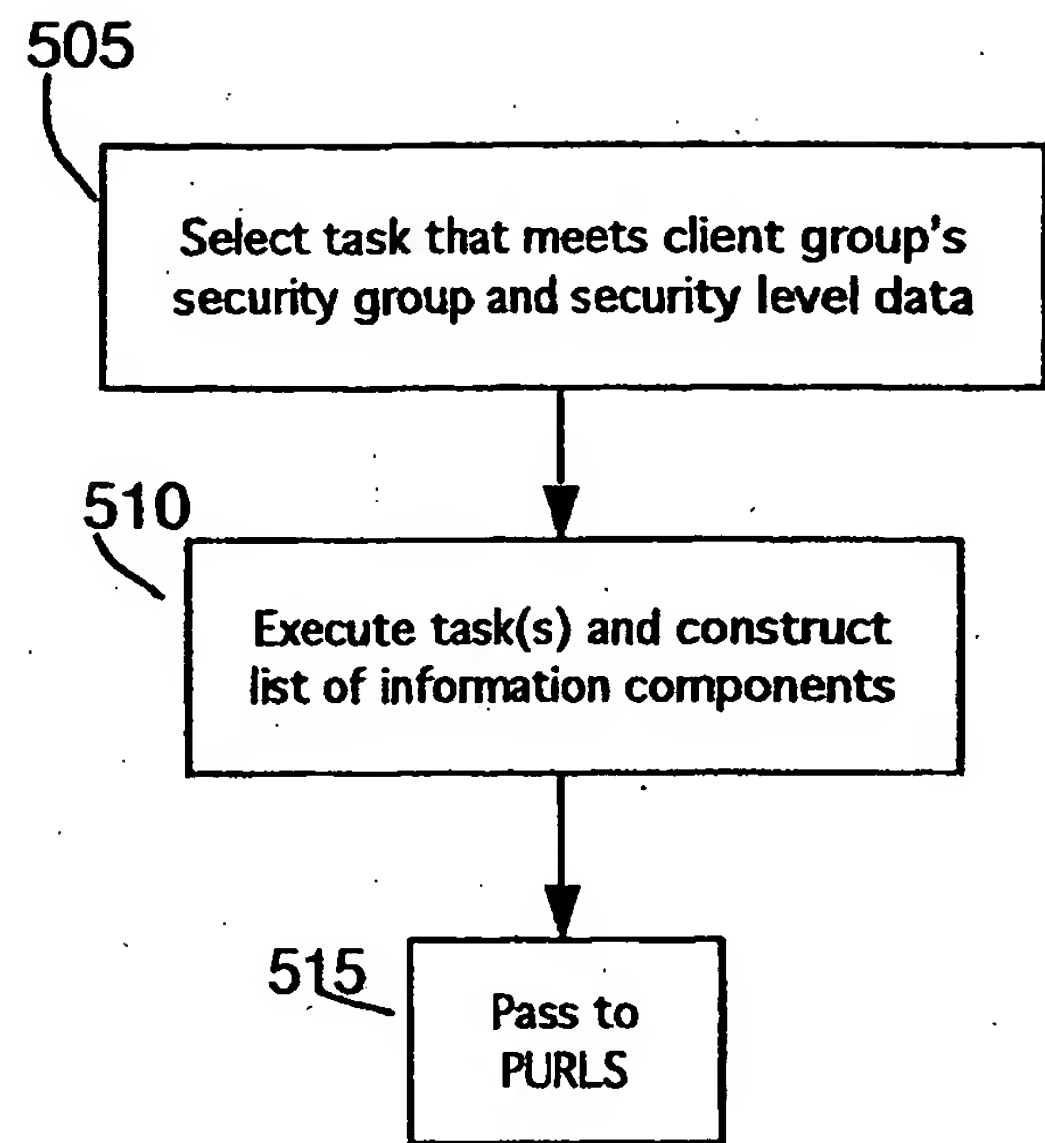 505
Select task that meets client group's
security group and security level data
510
Execute task(s) and construct
list of information components
515
Pass to
PURLS